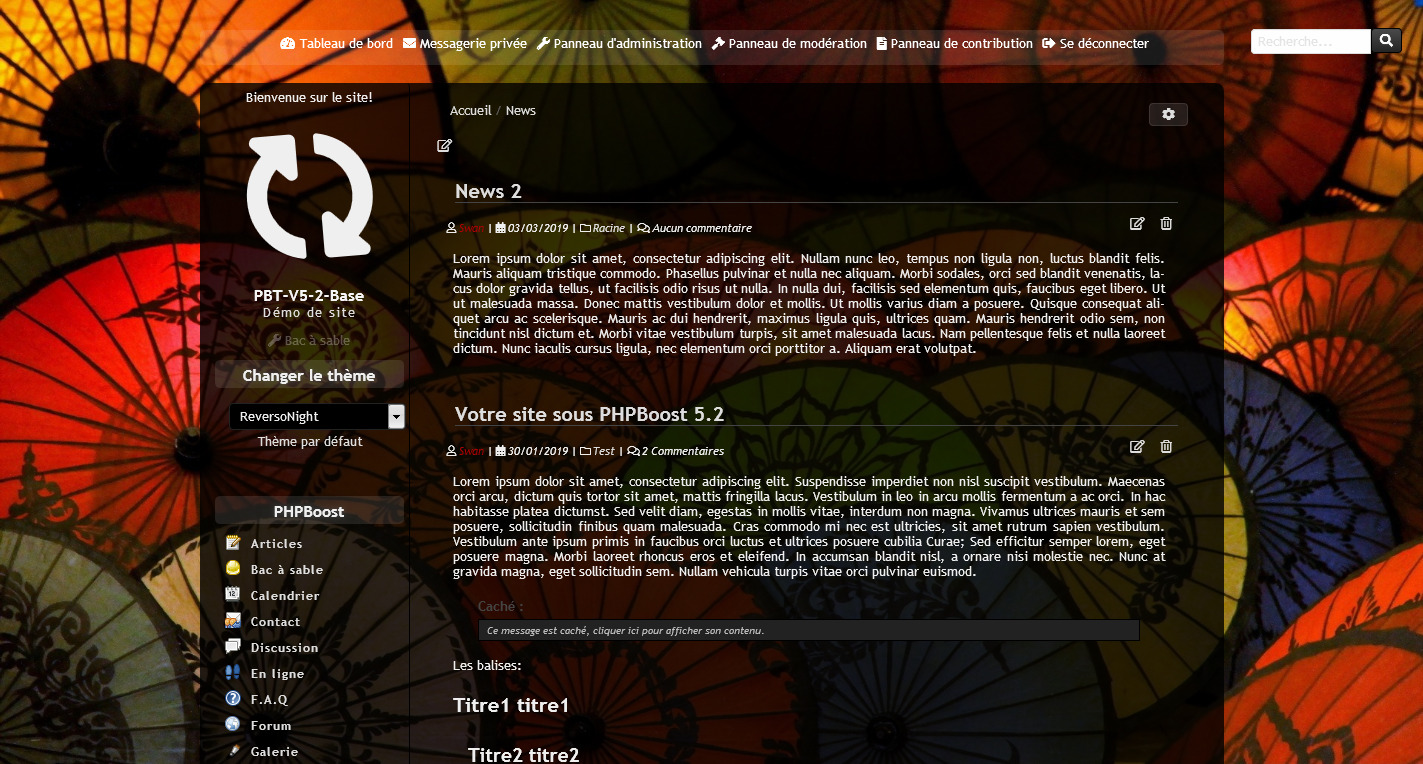 Tableau de bord Messagerie privée Panneau d'administration Panneau de modération Panneau de contribution Se déconnecter
Recherche...
Bienvenue sur le site!
PBT-V5-2-Base
Démo de site
Bac à sable
Changer le thème
ReversoNight
Thème par défaut
PHPBoost
Articles
Bac à sable
Calendrier
Contact
Discussion
En ligne
F.A.Q
Forum
Galerie
Accueil / News
News 2
Swan | 03/03/2019 | Racine | Aucun commentaire
Lorem ipsum dolor sit amet, consectetur adipiscing elit. Nullam nunc leo, tempus non ligula non, luctus blandit felis.
Mauris aliquam tristique commodo. Phasellus pulvinar et nulla nec aliquam. Morbi sodales, orci sed blandit venenatis, la-
cus dolor gravida tellus, ut facilisis odio risus ut nulla. In nulla dui, facilisis sed elementum quis, faucibus eget libero. Ut
ut malesuada massa. Donec mattis vestibulum dolor et mollis. Ut mollis varius diam a posuere. Quisque consequat ali-
quet arcu ac scelerisque. Mauris ac dui hendrerit, maximus ligula quis, ultrices quam. Mauris hendrerit odio sem, non
tincidunt nisl dictum et. Morbi vitae vestibulum turpis, sit amet malesuada lacus. Nam pellentesque felis et nulla laoreet
dictum. Nunc iaculis cursus ligula, nec elementum orci porttitor a. Aliquam erat volutpat.
Votre site sous PHPBoost 5.2
Swan | 30/01/2019 | Test | 2 Commentaires
Lorem ipsum dolor sit amet, consectetur adipiscing elit. Suspendisse imperdiet non nisl suscipit vestibulum. Maecenas
orci arcu, dictum quis tortor sit amet, mattis fringilla lacus. Vestibulum in leo in arcu mollis fermentum a ac orci. In hac
habitasse platea dictumst. Sed velit diam, egestas in mollis vitae, interdum non magna. Vivamus ultrices mauris et sem
posuere, sollicitudin finibus quam malesuada. Cras commodo mi nec est ultricies, sit amet rutrum sapien vestibulum.
Vestibulum ante ipsum primis in faucibus orci luctus et ultrices posuere cubilia Curae; Sed efficitur semper lorem, eget
posuere magna. Morbi laoreet rhoncus eros et eleifend. In accumsan blandit nisl, a ornare nisi molestie nec. Nunc at
gravida magna, eget sollicitudin sem. Nullam vehicula turpis vitae orci pulvinar euismod.
Caché :
Ce message est caché, cliquer ici pour afficher son contenu.
Les balises:
Titre1 titre1
Titre2 titre2